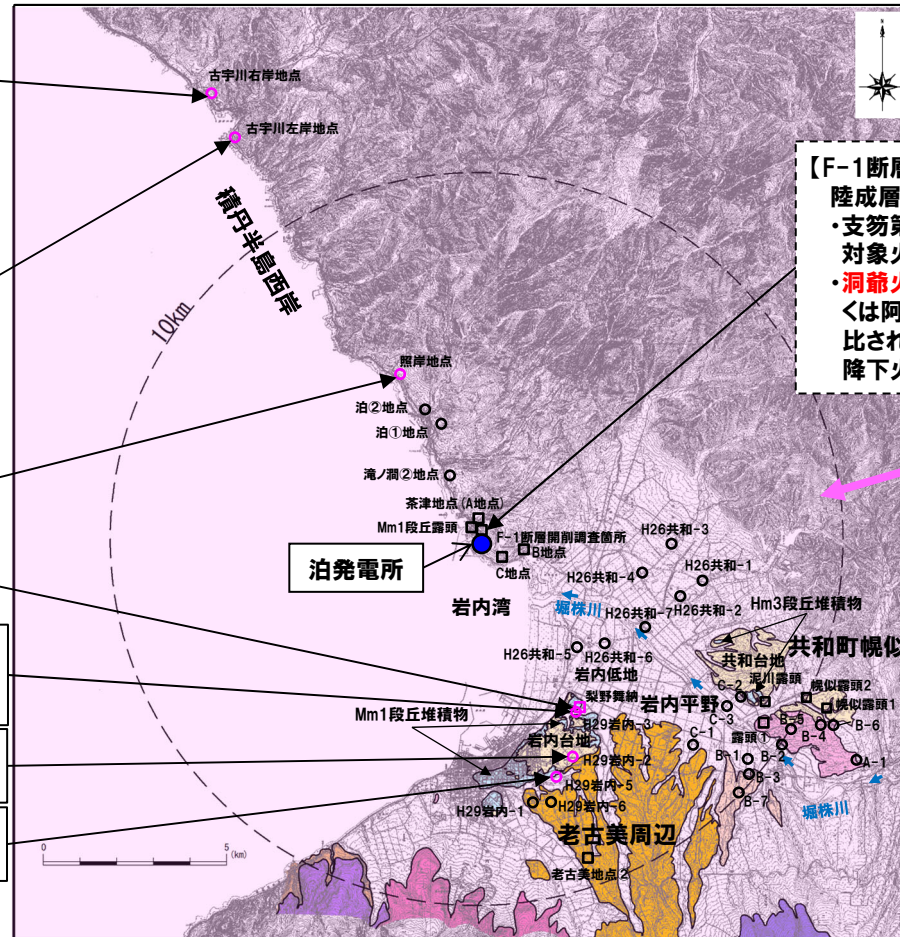 古宇川右岸地点
古宇川左岸地点
積丹半島西岸
10km
【F-1断層
陸成層
・支笏第
対象火
・洞爺火
くは阿
比され
降下火
照岸地点
泊②地点
泊①地点
滝ノ澗②地点
茶津地点(A地点)
Mm1段丘露頭
F-1断層開削調査箇所
B地点
C地点
泊発電所
岩内湾
H26共和-3
H26共和-4
H26共和-1
H26共和-2
堀株川
H26共和-7
Hm3段丘堆積物
H26共和-5
H26共和-6
岩内低地
共和台地
共和町幌似
泥川露頭
幌似露頭2
幌似露頭1
梨野舞納
岩内平野
C-2
C-3
C-1
Mm1段丘堆積物
H29岩内-3
岩内台地
H29岩内-2
H29岩内-5
H29岩内-1
H29岩内-6
露頭1
B-5
B-4
B-6
B-1
B-2
B-3
B-7
A-1
堀株川
老古美周辺
老古美地点2
0
5
(km)